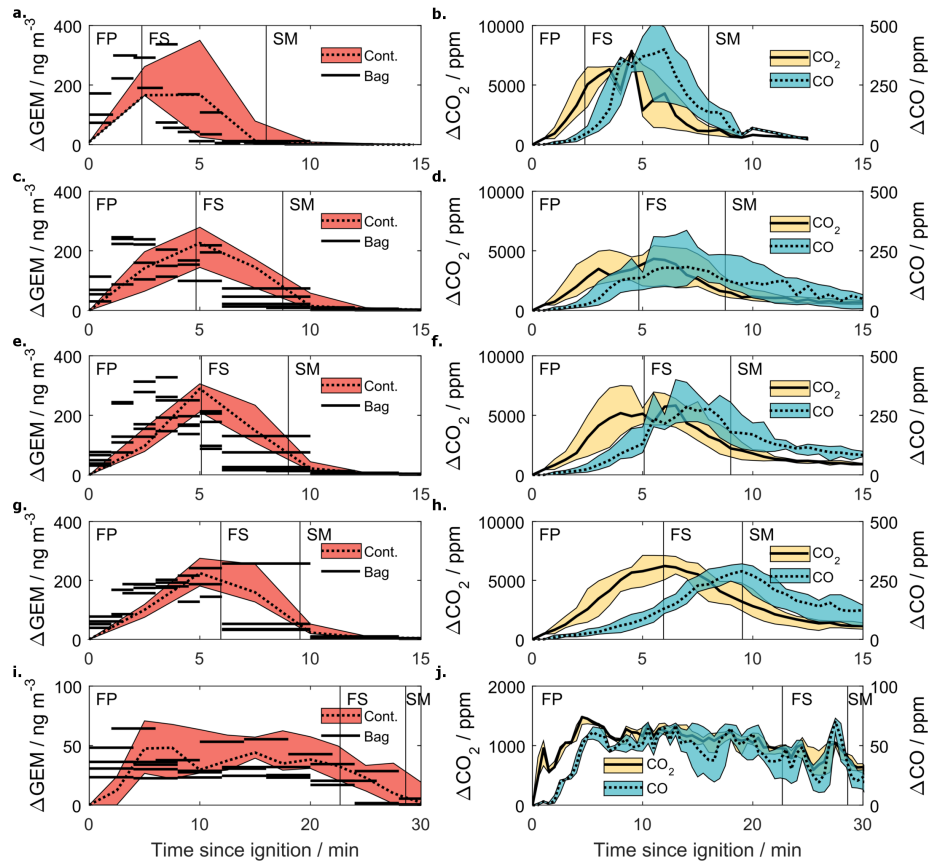 a.
400
200
0
0
5
10
15
ΔGEM / ng m-3
FP
FS
SM
Cont.
Bag
b.
10000
5000
0
0
5
10
15
500
250
0
ΔCO2 / ppm
ΔCO / ppm
FP
FS
SM
CO2
CO
c.
400
200
0
0
5
10
15
ΔGEM / ng m-3
FP
FS
SM
Cont.
Bag
d.
10000
5000
0
0
5
10
15
500
250
0
ΔCO2 / ppm
ΔCO / ppm
FP
FS
SM
CO2
CO
e.
400
200
0
0
5
10
15
ΔGEM / ng m-3
FP
FS
SM
Cont.
Bag
f.
10000
5000
0
0
5
10
15
500
250
0
ΔCO2 / ppm
ΔCO / ppm
FP
FS
SM
CO2
CO
g.
400
200
0
0
5
10
15
ΔGEM / ng m-3
FP
FS
SM
Cont.
Bag
h.
10000
5000
0
0
5
10
15
500
250
0
ΔCO2 / ppm
ΔCO / ppm
FP
FS
SM
CO2
CO
i.
100
50
0
0
10
20
30
ΔGEM / ng m-3
FP
FS
SM
Cont.
Bag
Time since ignition / min
j.
2000
1000
0
0
5
10
15
20
25
30
100
50
0
ΔCO2 / ppm
ΔCO / ppm
FP
FS
SM
CO2
CO
Time since ignition / min